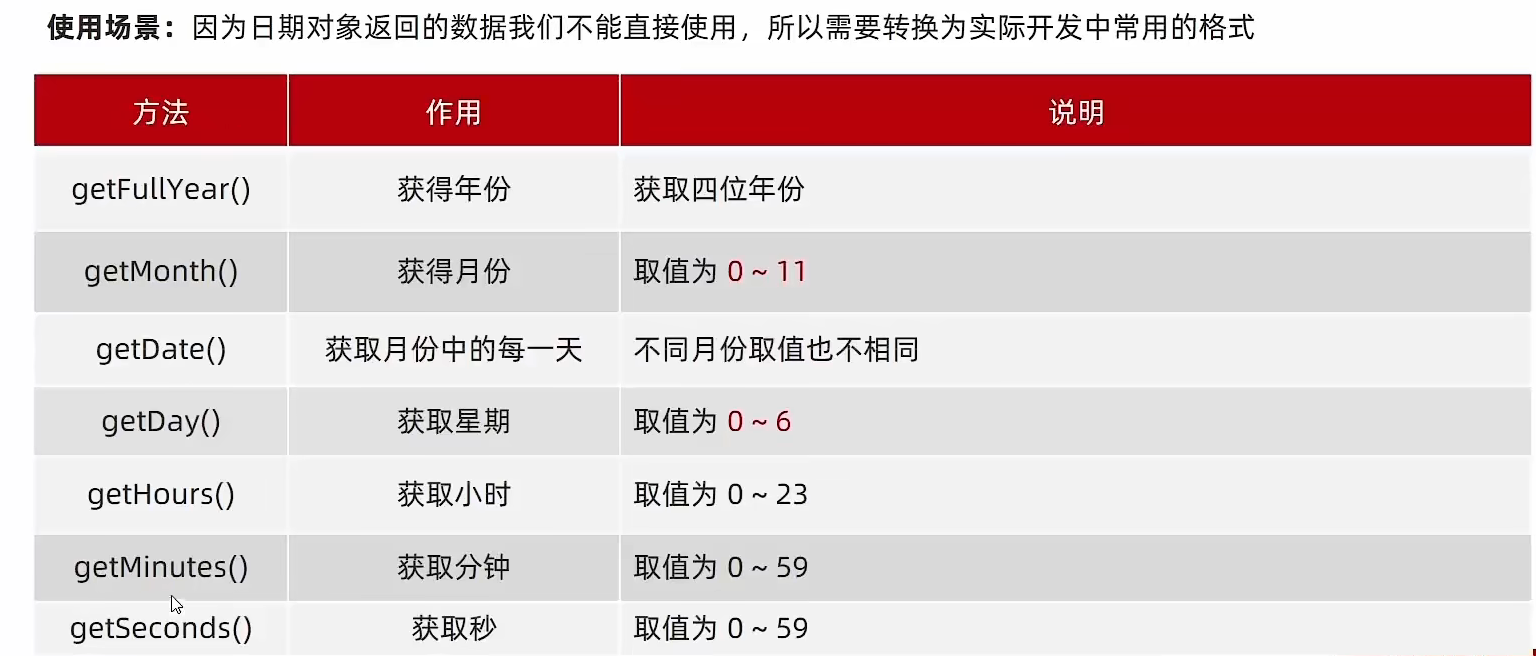 使用场景：因为日期对象返回的数据我们不能直接使用，所以需要转换为实际开发中常用的格式
方法 作用 说明
getFullYear() 获得年份 获取四位年份
getMonth() 获得月份 取值为 0 ~ 11
getDate() 获取月份中的每一天 不同月份取值也不相同
getDay() 获取星期 取值为 0 ~ 6
getHours() 获取小时 取值为 0 ~ 23
getMinutes() 获取分钟 取值为 0 ~ 59
getSeconds() 获取秒 取值为 0 ~ 59